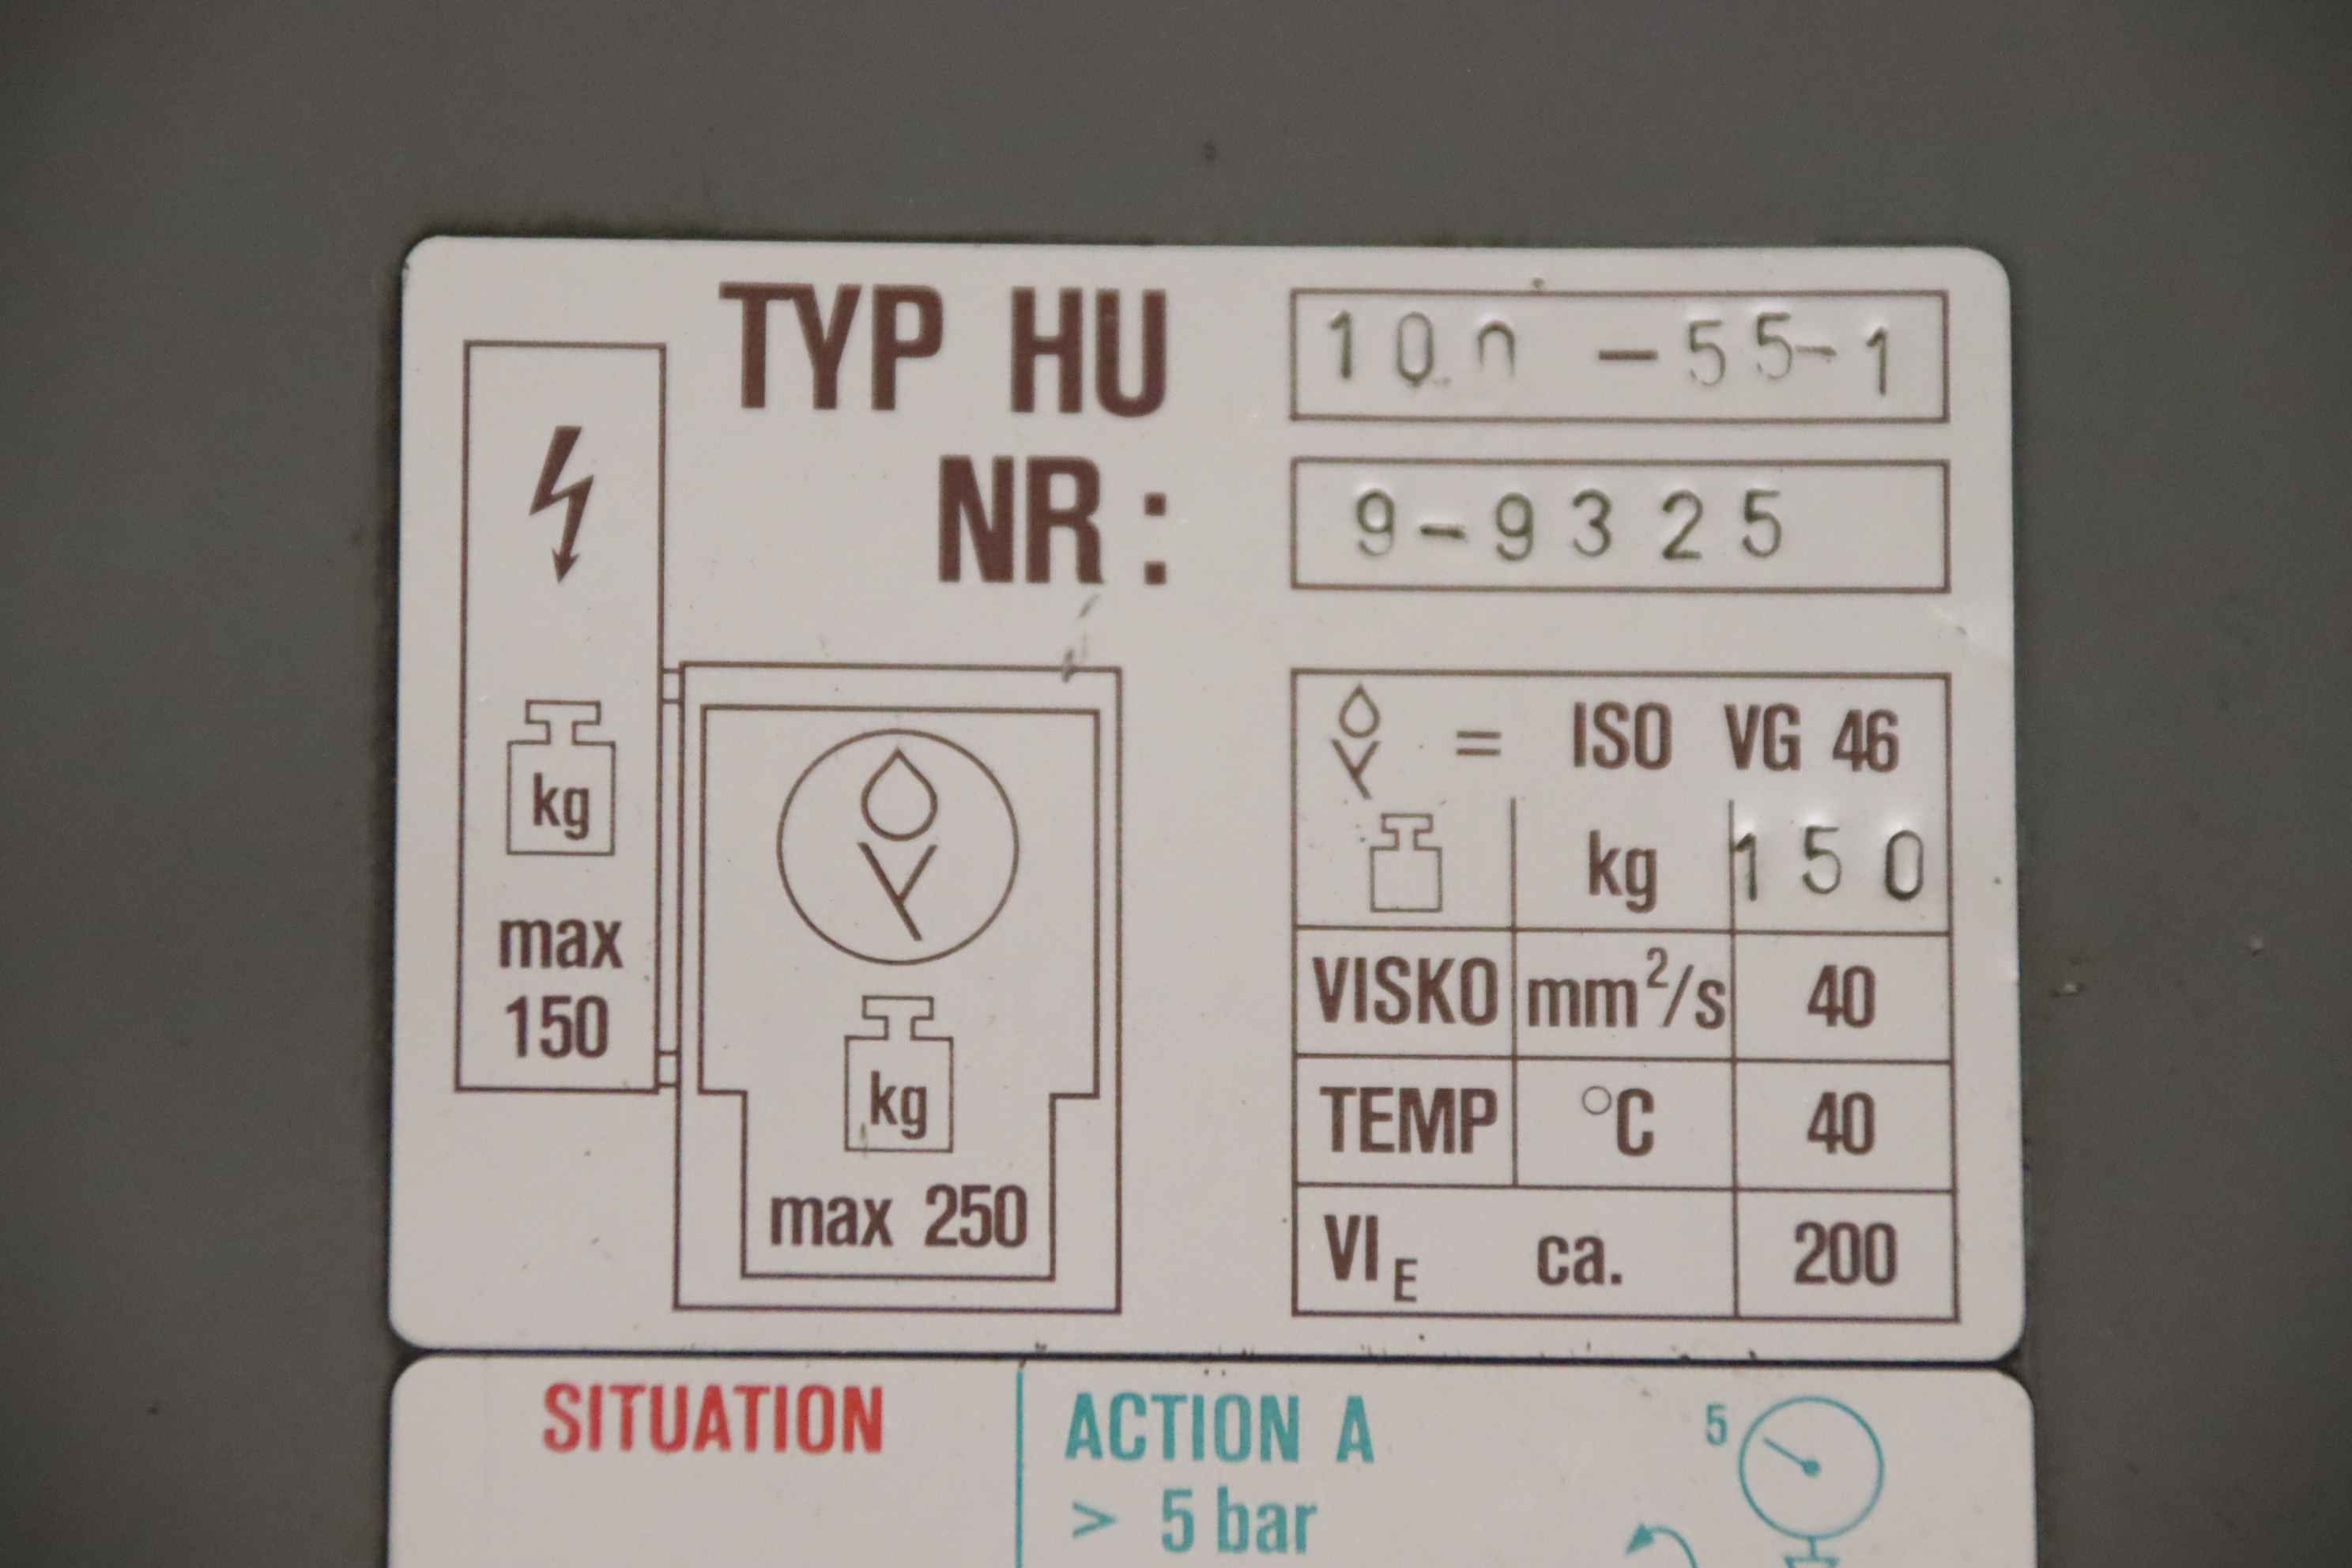 TYP HU 100 -55-1
NR: 9-9325
kg
max
150
kg
max 250
= ISO VG 46
kg 150
VISKO mm²/s 40
TEMP °C 40
VI E ca. 200
SITUATION
ACTION A
> 5 bar
5